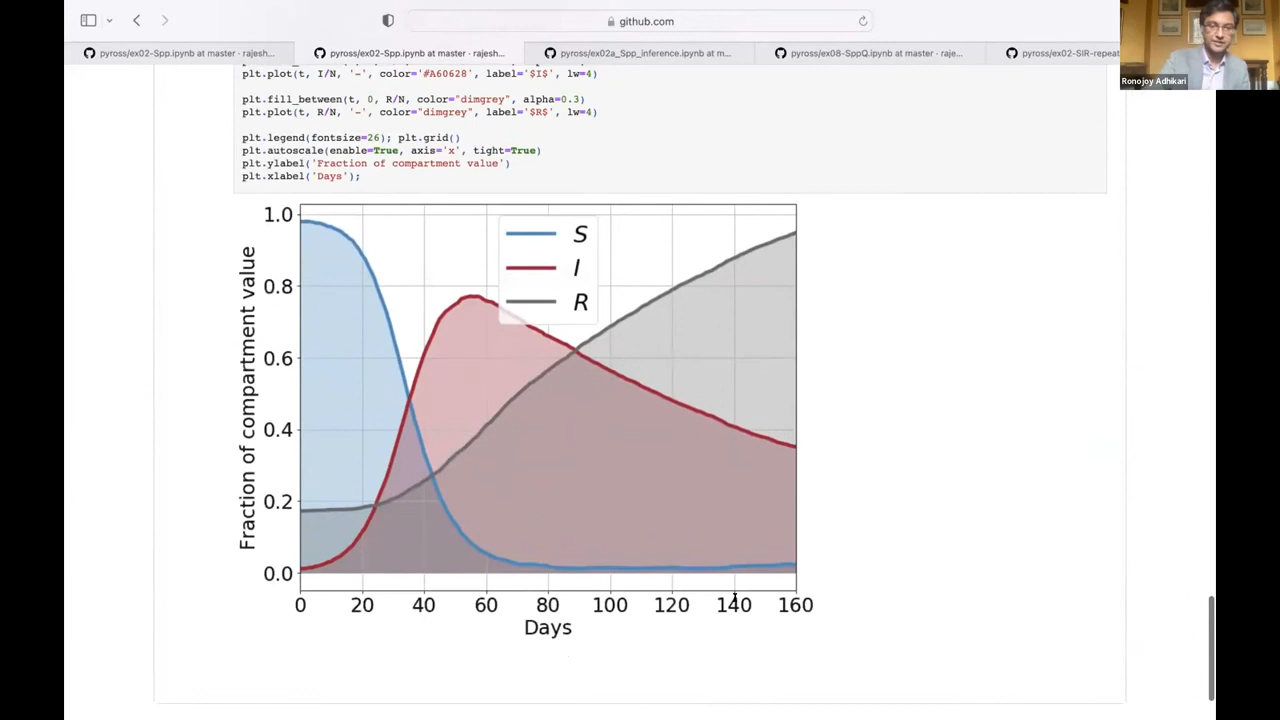 github.com
pyross/ex02-Spp.ipynb at master · rajesh...
pyross/ex02-Spp.ipynb at master · rajesh...
pyross/ex02a_Spp_inference.ipynb at m...
pyross/ex08-SppQ.ipynb at master · raje...
pyross/ex02-SIR-repeat
Ronojoy Adhikari
plt.plot(t, I/N, '-', color='#A60628', label='$I$', lw=4)
plt.fill_between(t, 0, R/N, color="dimgrey", alpha=0.3)
plt.plot(t, R/N, '-', color="dimgrey", label='$R$', lw=4)
plt.legend(fontsize=26); plt.grid()
plt.autoscale(enable=True, axis='x', tight=True)
plt.ylabel('Fraction of compartment value')
plt.xlabel('Days');
Fraction of compartment value
1.0
0.8
0.6
0.4
0.2
0.0
S
I
R
0 20 40 60 80 100 120 140 160
Days